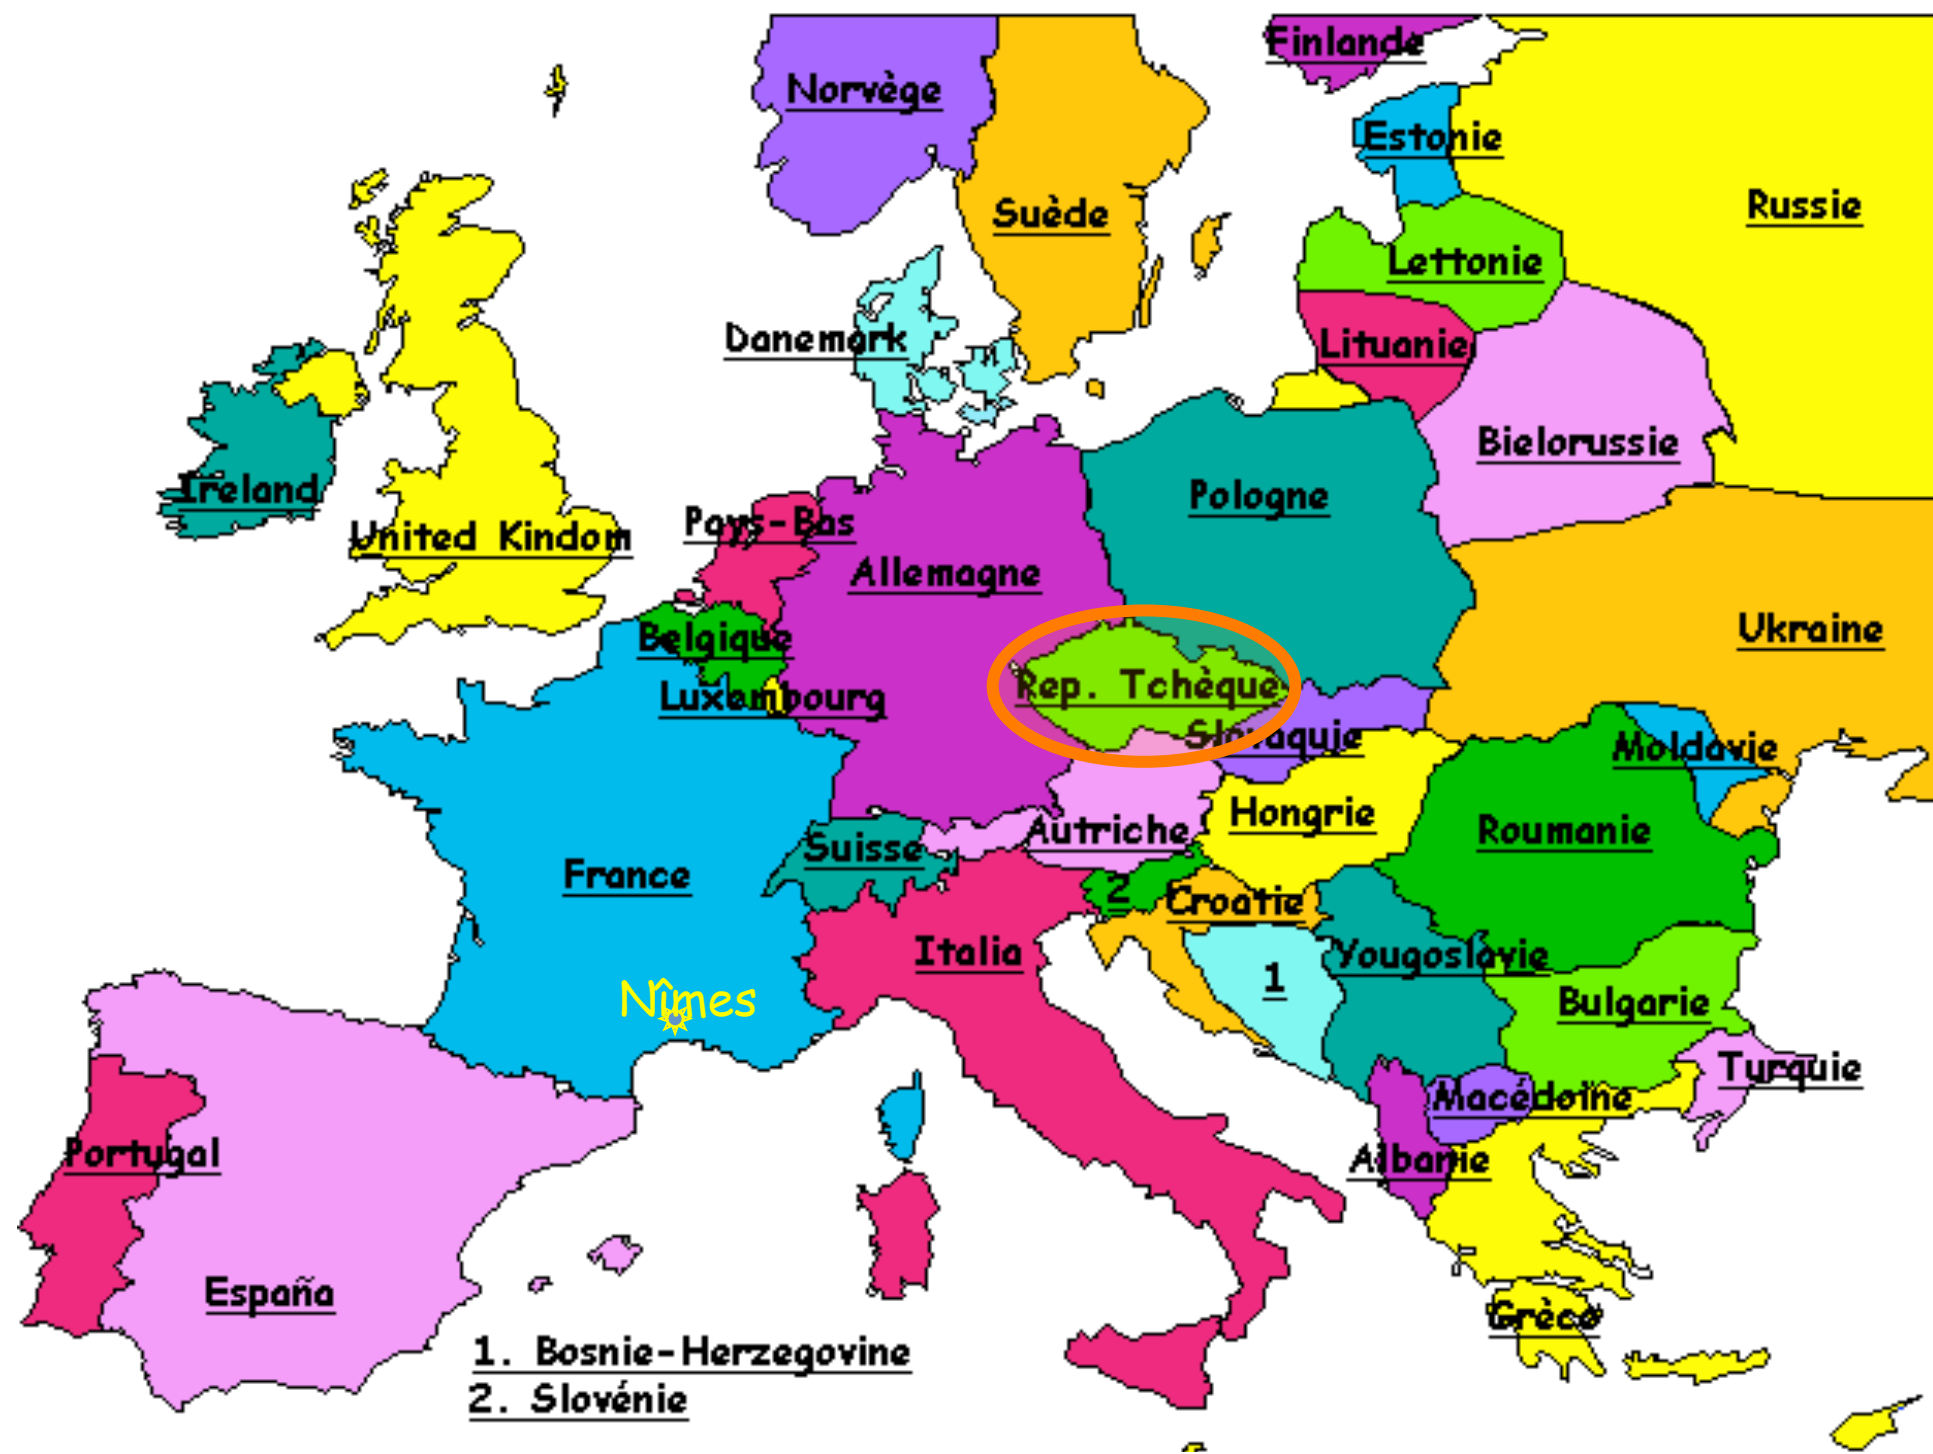 Finlande
Norvège
Estonie
Russie
Suède
Lettonie
Danemark
Lituanie
Bielorussie
Ireland
Pologne
United Kindom
Pays-Bas
Allemagne
Ukraine
Belgique
Rep. Tchèque
Luxembourg
Slovaquie
Moldavie
Hongrie
Autriche
Roumanie
Suisse
France
2
Croatie
Italia
Yougoslavie
1
Nîmes
Bulgarie
Turquie
Macédoine
Portugal
Albanie
España
Grèce
1. Bosnie-Herzegovine
2. Slovénie